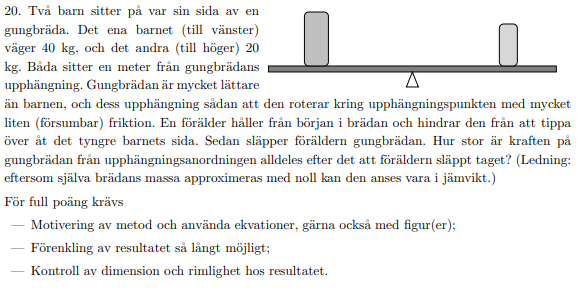 20. Två barn sitter på var sin sida av en
gungbräda. Det ena barnet (till vänster)
väger 40 kg, och det andra (till höger) 20
kg. Båda sitter en meter från gungbrädans
upphängning. Gungbrädan är mycket lättare
än barnen, och dess upphängning sådan att den roterar kring upphängningspunkten med mycket
liten (försumbar) friktion. En förälder håller från början i brädan och hindrar den från att tippa
över åt det tyngre barnets sida. Sedan släpper föräldern gungbrädan. Hur stor är kraften på
gungbrädan från upphängningsanordningen alldeles efter det att föräldern släppt taget? (Ledning:
eftersom själva brädans massa approximeras med noll kan den anses vara i jämvikt.)
För full poäng krävs
— Motivering av metod och använda ekvationer, gärna också med figur(er);
— Förenkling av resultatet så långt möjligt;
— Kontroll av dimension och rimlighet hos resultatet.